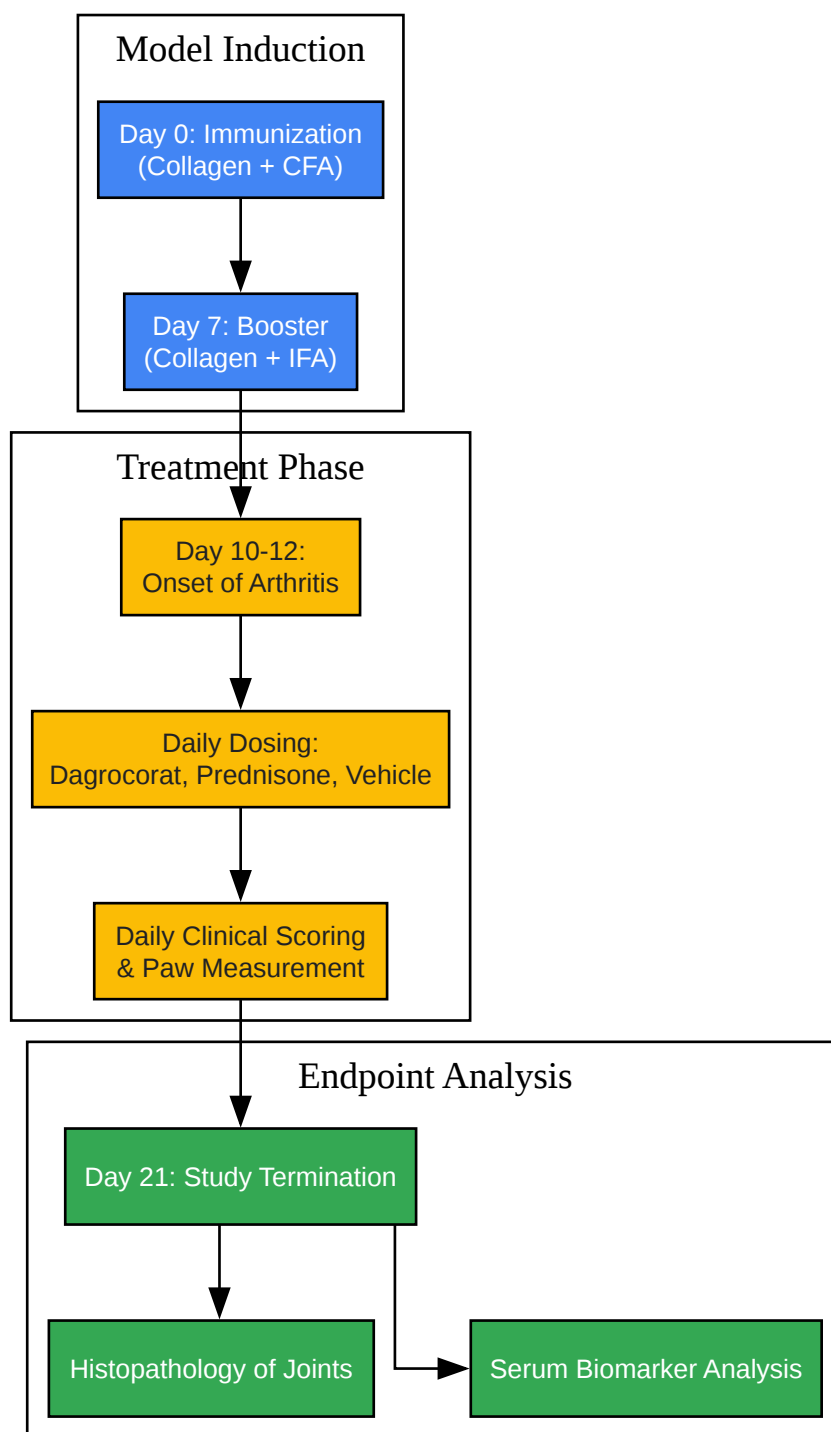 Model Induction
Day 0: Immunization
(Collagen + CFA)
Day 7: Booster
(Collagen + IFA)
Treatment Phase
Day 10-12:
Onset of Arthritis
Daily Dosing:
Dagrocorat, Prednisone, Vehicle
Daily Clinical Scoring
& Paw Measurement
Endpoint Analysis
Day 21: Study Termination
Histopathology of Joints
Serum Biomarker Analysis